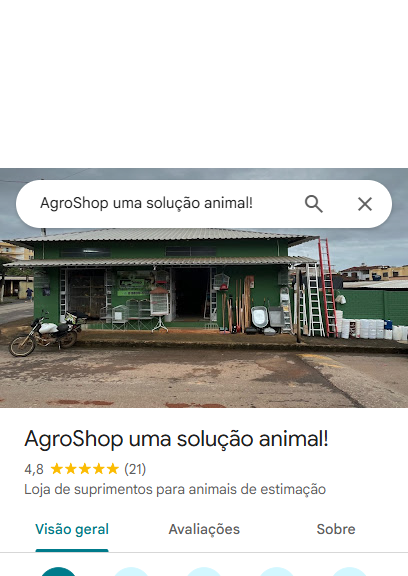 AgroShop uma solução animal!
AgroShop uma solução animal!
4,8 (21)
Loja de suprimentos para animais de estimação
Visão geral Avaliações Sobre